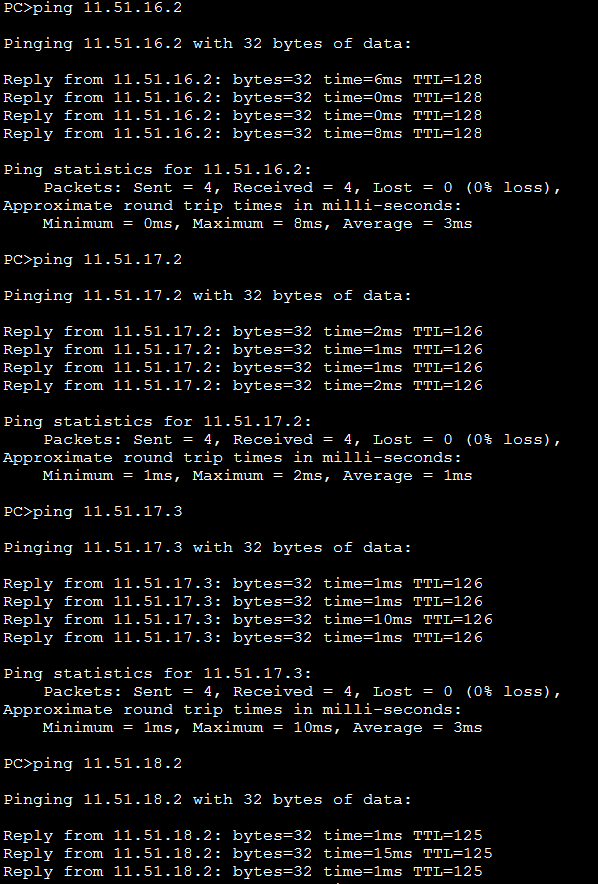 PC>ping 11.51.16.2
Pinging 11.51.16.2 with 32 bytes of data:
Reply from 11.51.16.2: bytes=32 time=6ms TTL=128
Reply from 11.51.16.2: bytes=32 time=0ms TTL=128
Reply from 11.51.16.2: bytes=32 time=0ms TTL=128
Reply from 11.51.16.2: bytes=32 time=8ms TTL=128
Ping statistics for 11.51.16.2:
    Packets: Sent = 4, Received = 4, Lost = 0 (0% loss),
Approximate round trip times in milli-seconds:
    Minimum = 0ms, Maximum = 8ms, Average = 3ms
PC>ping 11.51.17.2
Pinging 11.51.17.2 with 32 bytes of data:
Reply from 11.51.17.2: bytes=32 time=2ms TTL=126
Reply from 11.51.17.2: bytes=32 time=1ms TTL=126
Reply from 11.51.17.2: bytes=32 time=1ms TTL=126
Reply from 11.51.17.2: bytes=32 time=2ms TTL=126
Ping statistics for 11.51.17.2:
    Packets: Sent = 4, Received = 4, Lost = 0 (0% loss),
Approximate round trip times in milli-seconds:
    Minimum = 1ms, Maximum = 2ms, Average = 1ms
PC>ping 11.51.17.3
Pinging 11.51.17.3 with 32 bytes of data:
Reply from 11.51.17.3: bytes=32 time=1ms TTL=126
Reply from 11.51.17.3: bytes=32 time=1ms TTL=126
Reply from 11.51.17.3: bytes=32 time=10ms TTL=126
Reply from 11.51.17.3: bytes=32 time=1ms TTL=126
Ping statistics for 11.51.17.3:
    Packets: Sent = 4, Received = 4, Lost = 0 (0% loss),
Approximate round trip times in milli-seconds:
    Minimum = 1ms, Maximum = 10ms, Average = 3ms
PC>ping 11.51.18.2
Pinging 11.51.18.2 with 32 bytes of data:
Reply from 11.51.18.2: bytes=32 time=1ms TTL=125
Reply from 11.51.18.2: bytes=32 time=15ms TTL=125
Reply from 11.51.18.2: bytes=32 time=1ms TTL=125